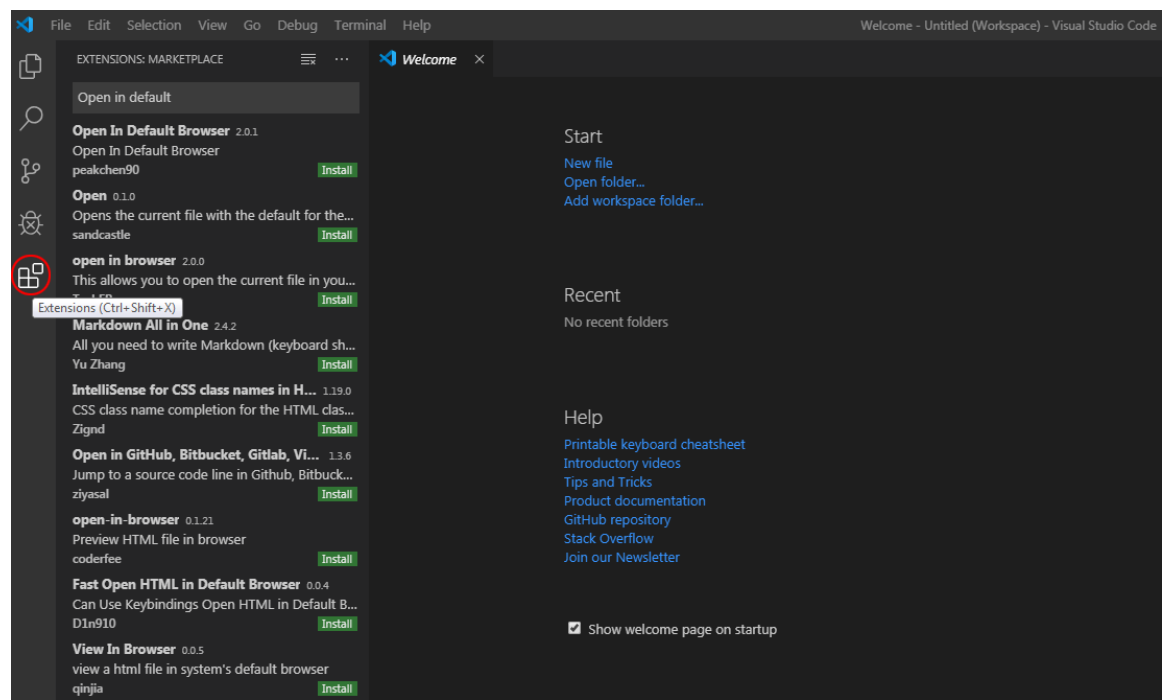 File Edit Selection View Go Debug Terminal Help
Welcome - Untitled (Workspace) - Visual Studio Code
EXTENSIONS: MARKETPLACE
Open in default
Open In Default Browser 2.0.1
Open In Default Browser
peakchen90 Install
Open 0.1.0
Opens the current file with the default for the...
sandcastle Install
open in browser 2.0.0
This allows you to open the current file in you...
Install
Extensions (Ctrl+Shift+X)
Markdown All in One 2.4.2
All you need to write Markdown (keyboard sh...
Yu Zhang Install
IntelliSense for CSS class names in H... 1.19.0
CSS class name completion for the HTML clas...
Zignd Install
Open in GitHub, Bitbucket, Gitlab, Vi... 1.3.6
Jump to a source code line in Github, Bitbuck...
ziyasal Install
open-in-browser 0.1.21
Preview HTML file in browser
coderfee Install
Fast Open HTML in Default Browser 0.0.4
Can Use Keybindings Open HTML in Default B...
D1n910 Install
View In Browser 0.0.5
view a html file in system's default browser
qinjia Install
Welcome
Start
New file
Open folder...
Add workspace folder...
Recent
No recent folders
Help
Printable keyboard cheatsheet
Introductory videos
Tips and Tricks
Product documentation
GitHub repository
Stack Overflow
Join our Newsletter
Show welcome page on startup